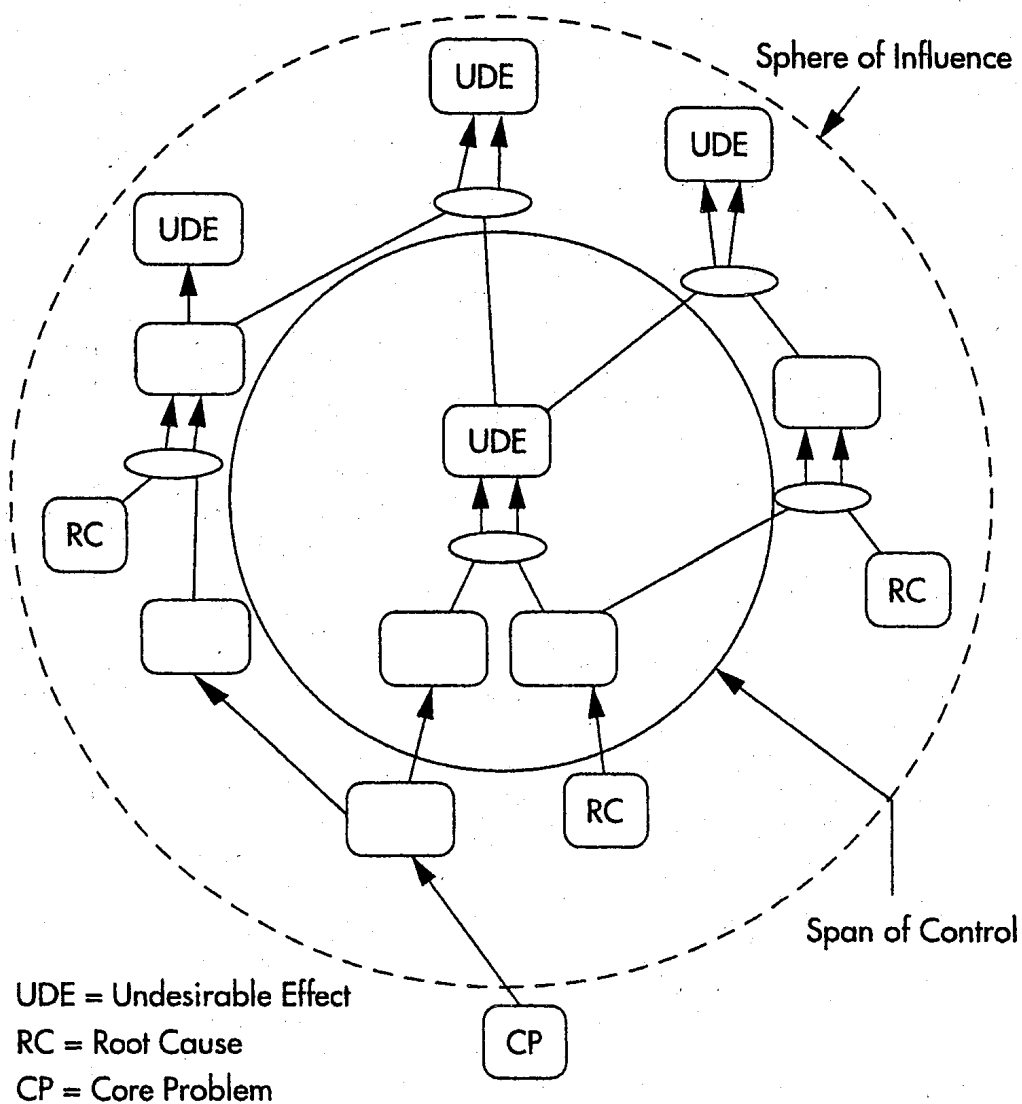 UDE
Sphere of Influence
UDE
UDE
UDE
RC
RC
RC
Span of Control
UDE = Undesirable Effect
RC = Root Cause
CP = Core Problem
CP